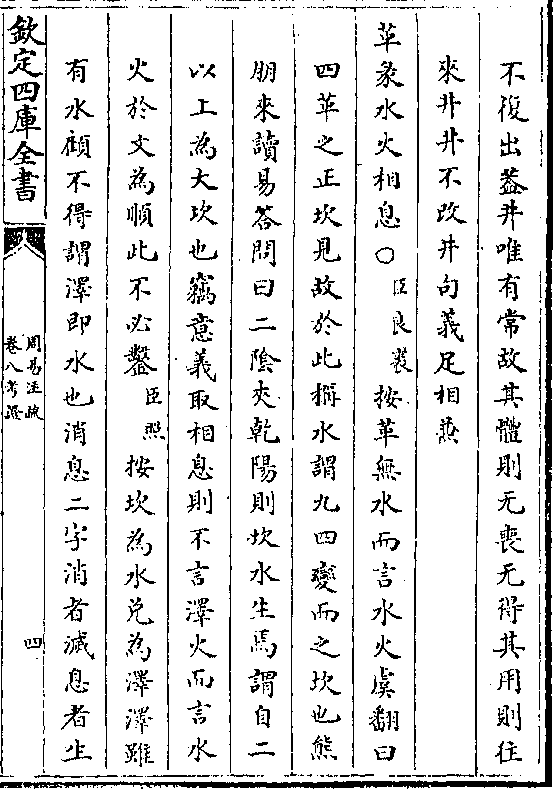 不復出蓋井唯有常故其體則无喪无得其用則往
來井井不改井句義足相兼
革彖水火相息○臣良裘按革無水而言水火虞翻曰
四革之正坎見故於此稱水謂九四變而之坎也熊
朋來讀易答問曰二陰夾乾陽則坎水生焉謂自二
以上為大坎也竊意義取相息則不言澤火而言水
火於文為順此不必鑿臣照按坎為水兌為澤澤雖
有水顧不得謂澤即水也消息二字消者滅息者生
欽定四庫全書
周易注疏
卷八考證
四